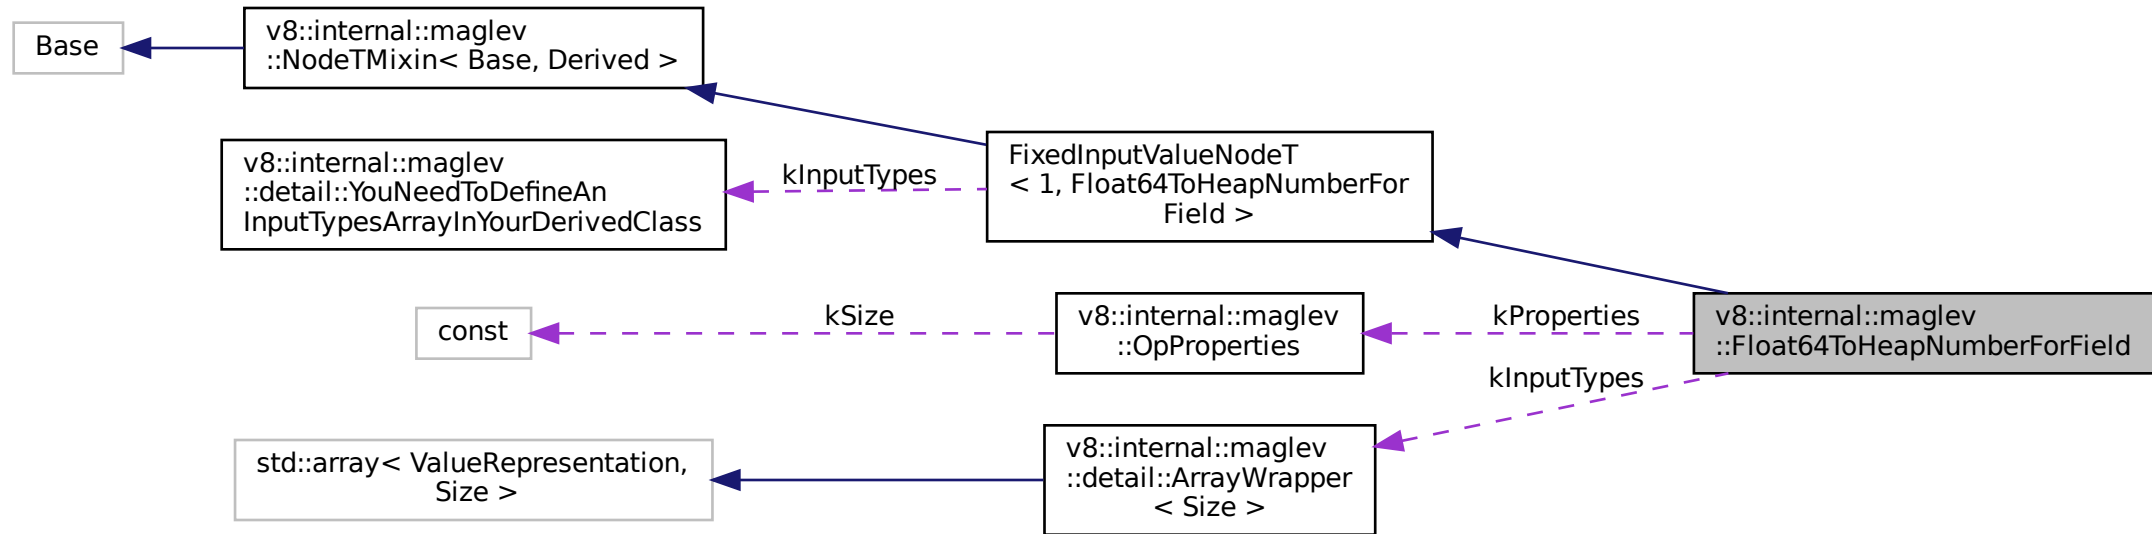 Base
v8::internal::maglev
::NodeTMixin< Base, Derived >
v8::internal::maglev
::detail::YouNeedToDefineAn
InputTypesArrayInYourDerivedClass
kInputTypes
FixedInputValueNodeT
< 1, Float64ToHeapNumberFor
Field >
const
kSize
v8::internal::maglev
::OpProperties
kProperties
v8::internal::maglev
::Float64ToHeapNumberForField
kInputTypes
std::array< ValueRepresentation,
Size >
v8::internal::maglev
::detail::ArrayWrapper
< Size >